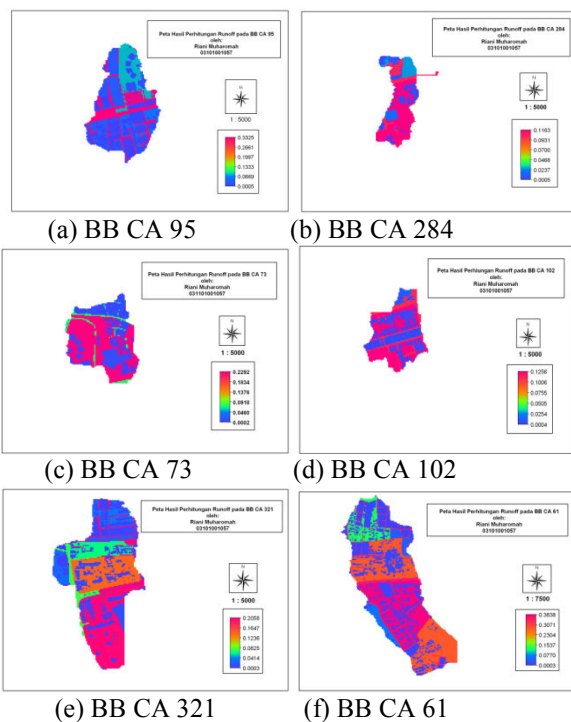 Peta Hasil Perhitungan Runoff pada BB CA 95
oleh:
Riani Muharomah
03101001057
N
1 : 5000
0.3325
0.2661
0.1997
0.1333
0.0669
0.0005
(a) BB CA 95
Peta Hasil Perhitungan Runoff pada BB CA 284
oleh:
Riani Muharomah
03101001057
N
1 : 5000
0.1163
0.0931
0.0700
0.0468
0.0237
0.0005
(b) BB CA 284
Peta Hasil Perhitungan Runoff pada BB CA 73
oleh:
Riani Muharomah
031101001057
N
1 : 5000
0.2292
0.1834
0.1376
0.0918
0.0460
0.0002
(c) BB CA 73
Peta Hasil Perhiungan Runoff pada BB CA 102
oleh:
Riani Muharomah
03101001057
N
1 : 5000
0.1256
0.1006
0.0755
0.0505
0.0254
0.0004
(d) BB CA 102
Peta Hasil Perhitungan Runoff pada BB CA 321
oleh:
Riani Muharomah
03101001057
N
1 : 5000
0.2058
0.1647
0.1236
0.0825
0.0414
0.0003
(e) BB CA 321
Peta Hasil Perhitungan Runoff pada BB CA 61
oleh:
Riani Muharomah
03101001057
N
1 : 7500
0.3838
0.3071
0.2304
0.1537
0.0770
0.0003
(f) BB CA 61